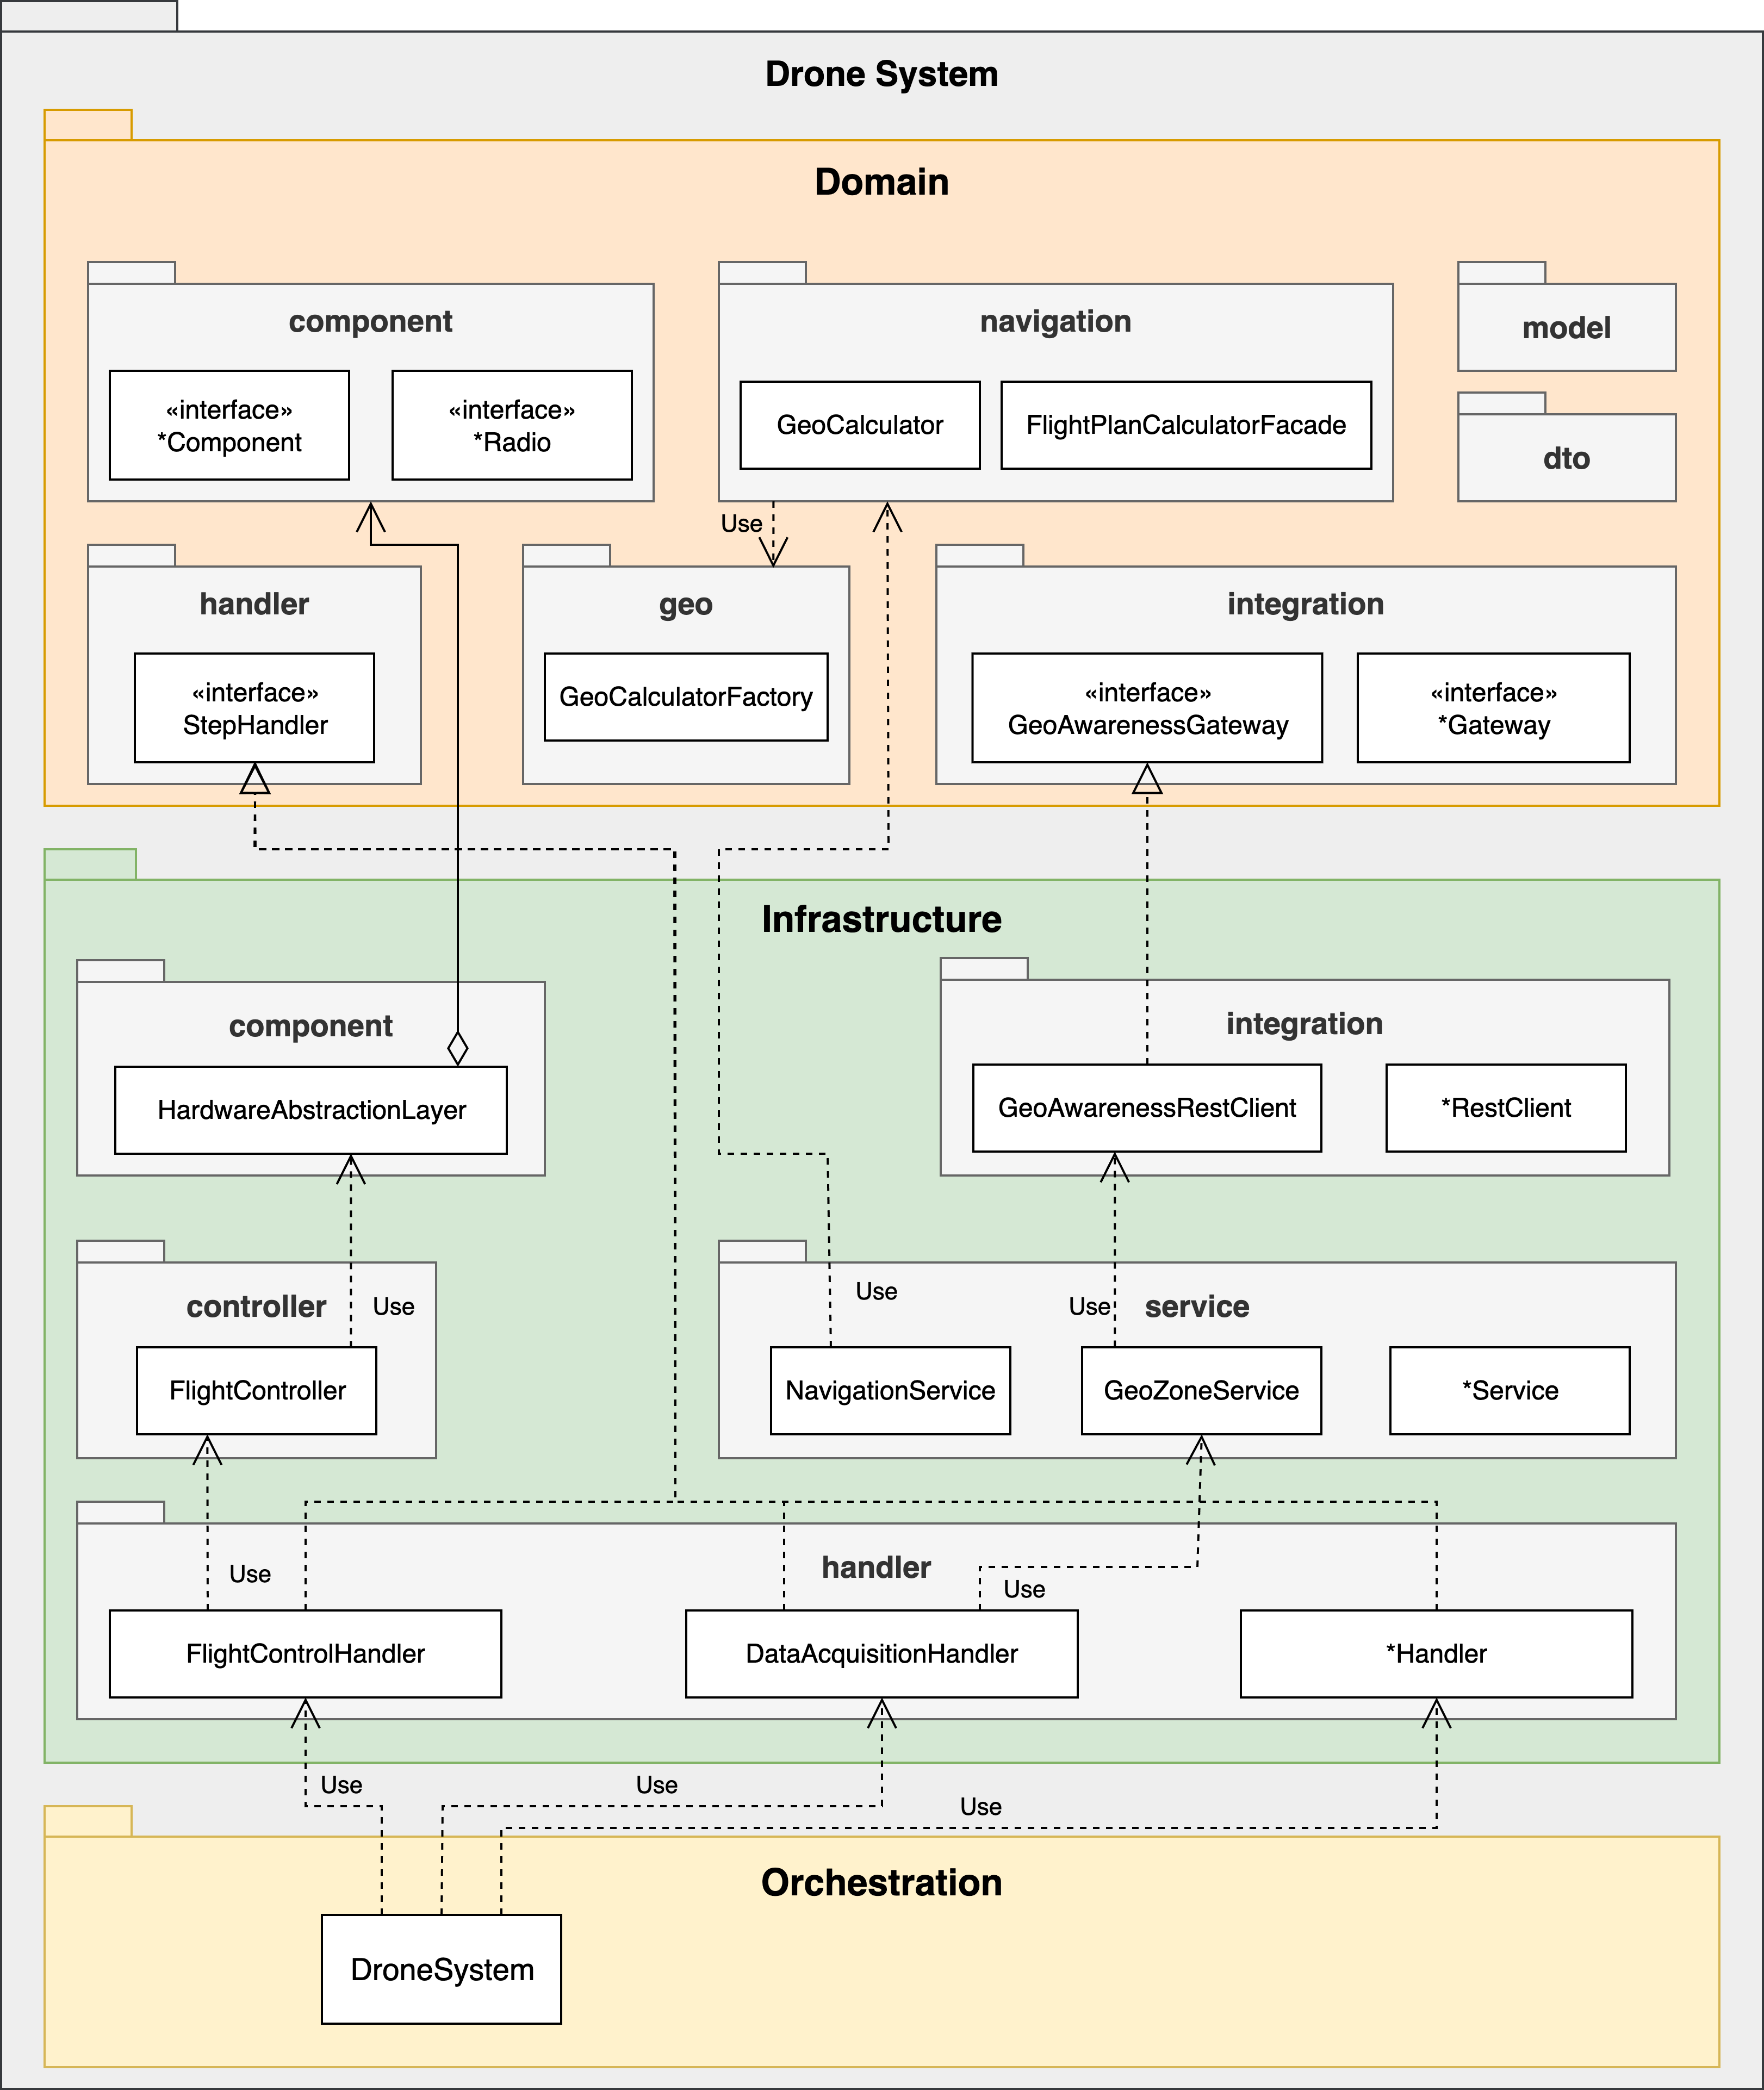 Drone System
Domain
component
«interface»
*Component
«interface»
*Radio
navigation
GeoCalculator
FlightPlanCalculatorFacade
model
dto
Use
handler
«interface»
StepHandler
geo
GeoCalculatorFactory
integration
«interface»
GeoAwarenessGateway
«interface»
*Gateway
Infrastructure
component
HardwareAbstractionLayer
integration
GeoAwarenessRestClient
*RestClient
controller
Use
FlightController
Use
Use
service
NavigationService
GeoZoneService
*Service
handler
Use
Use
FlightControlHandler
DataAcquisitionHandler
*Handler
Use
Use
Use
Orchestration
DroneSystem